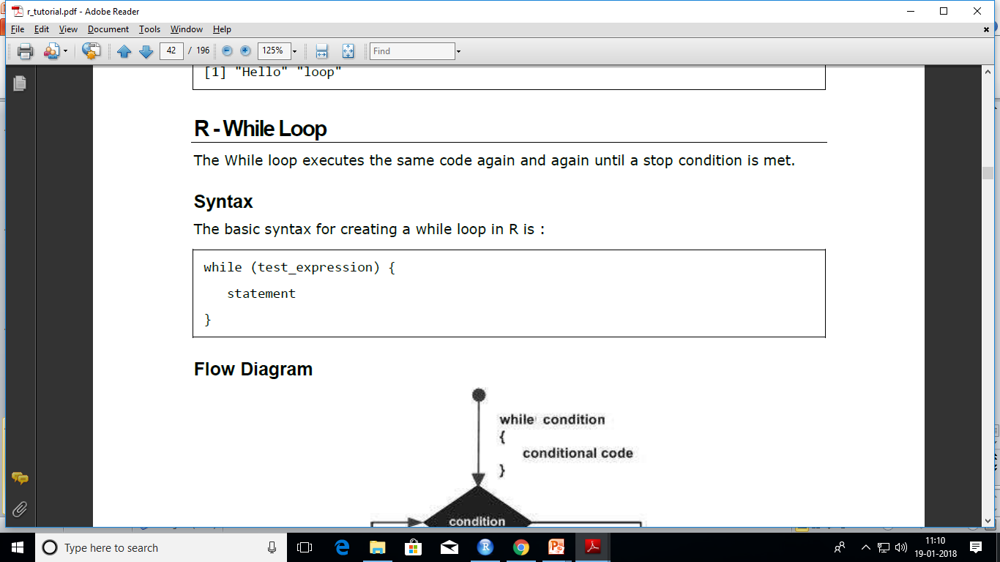 r_tutorial.pdf - Adobe Reader
File Edit View Document Tools Window Help
42 / 196 125% Find
[1] "Hello" "loop"
R - While Loop
The While loop executes the same code again and again until a stop condition is met.
Syntax
The basic syntax for creating a while loop in R is :
while (test_expression) {
statement
}
Flow Diagram
while condition
{
conditional code
}
condition
Type here to search
11:10
19-01-2018